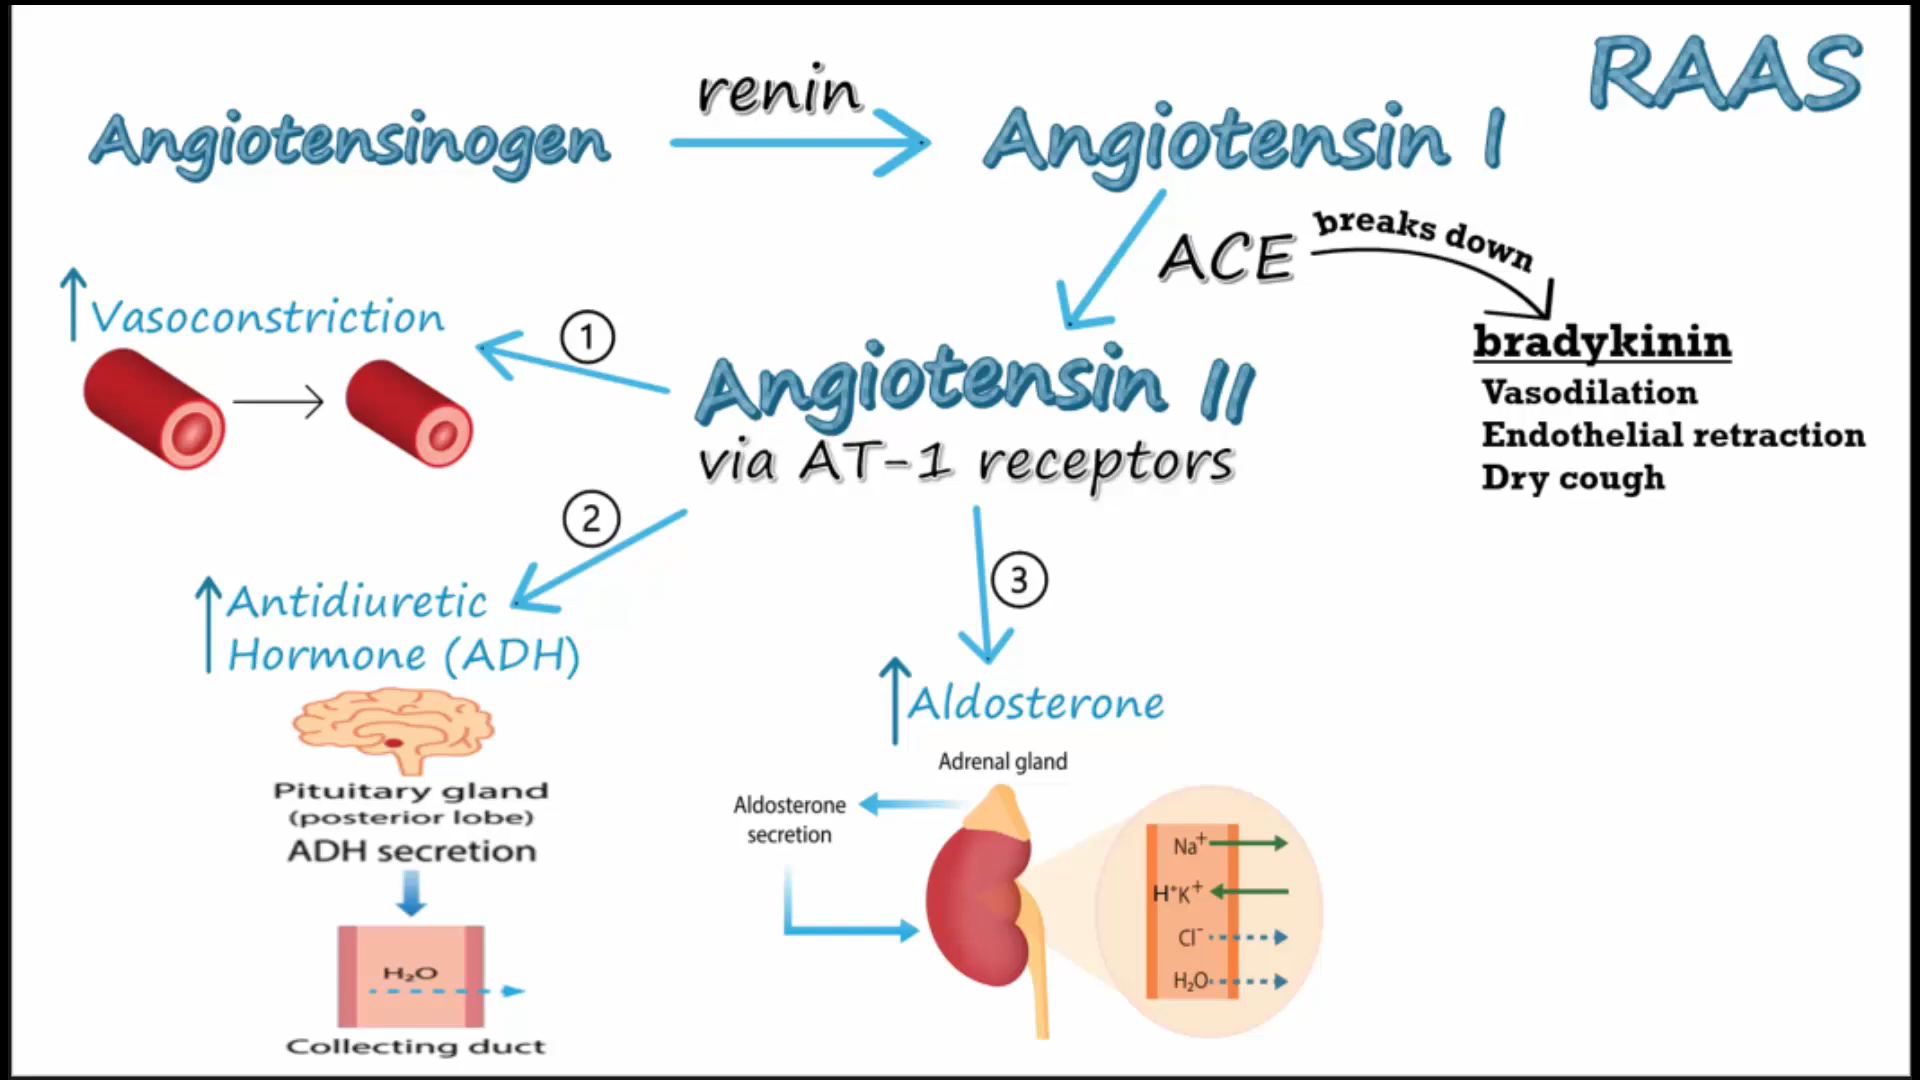 RAAS
renin
Angiotensinogen
Angiotensin I
ACE
breaks down
bradykinin
Vasodilation
Endothelial retraction
Dry cough
Vasoconstriction
1
Angiotensin II
via AT-1 receptors
2
Antidiuretic
Hormone (ADH)
Pituitary gland
(posterior lobe)
ADH secretion
H₂O
Collecting duct
3
Aldosterone
Adrenal gland
Aldosterone
secretion
Na⁺
H⁺K⁺
Cl⁻
H₂O